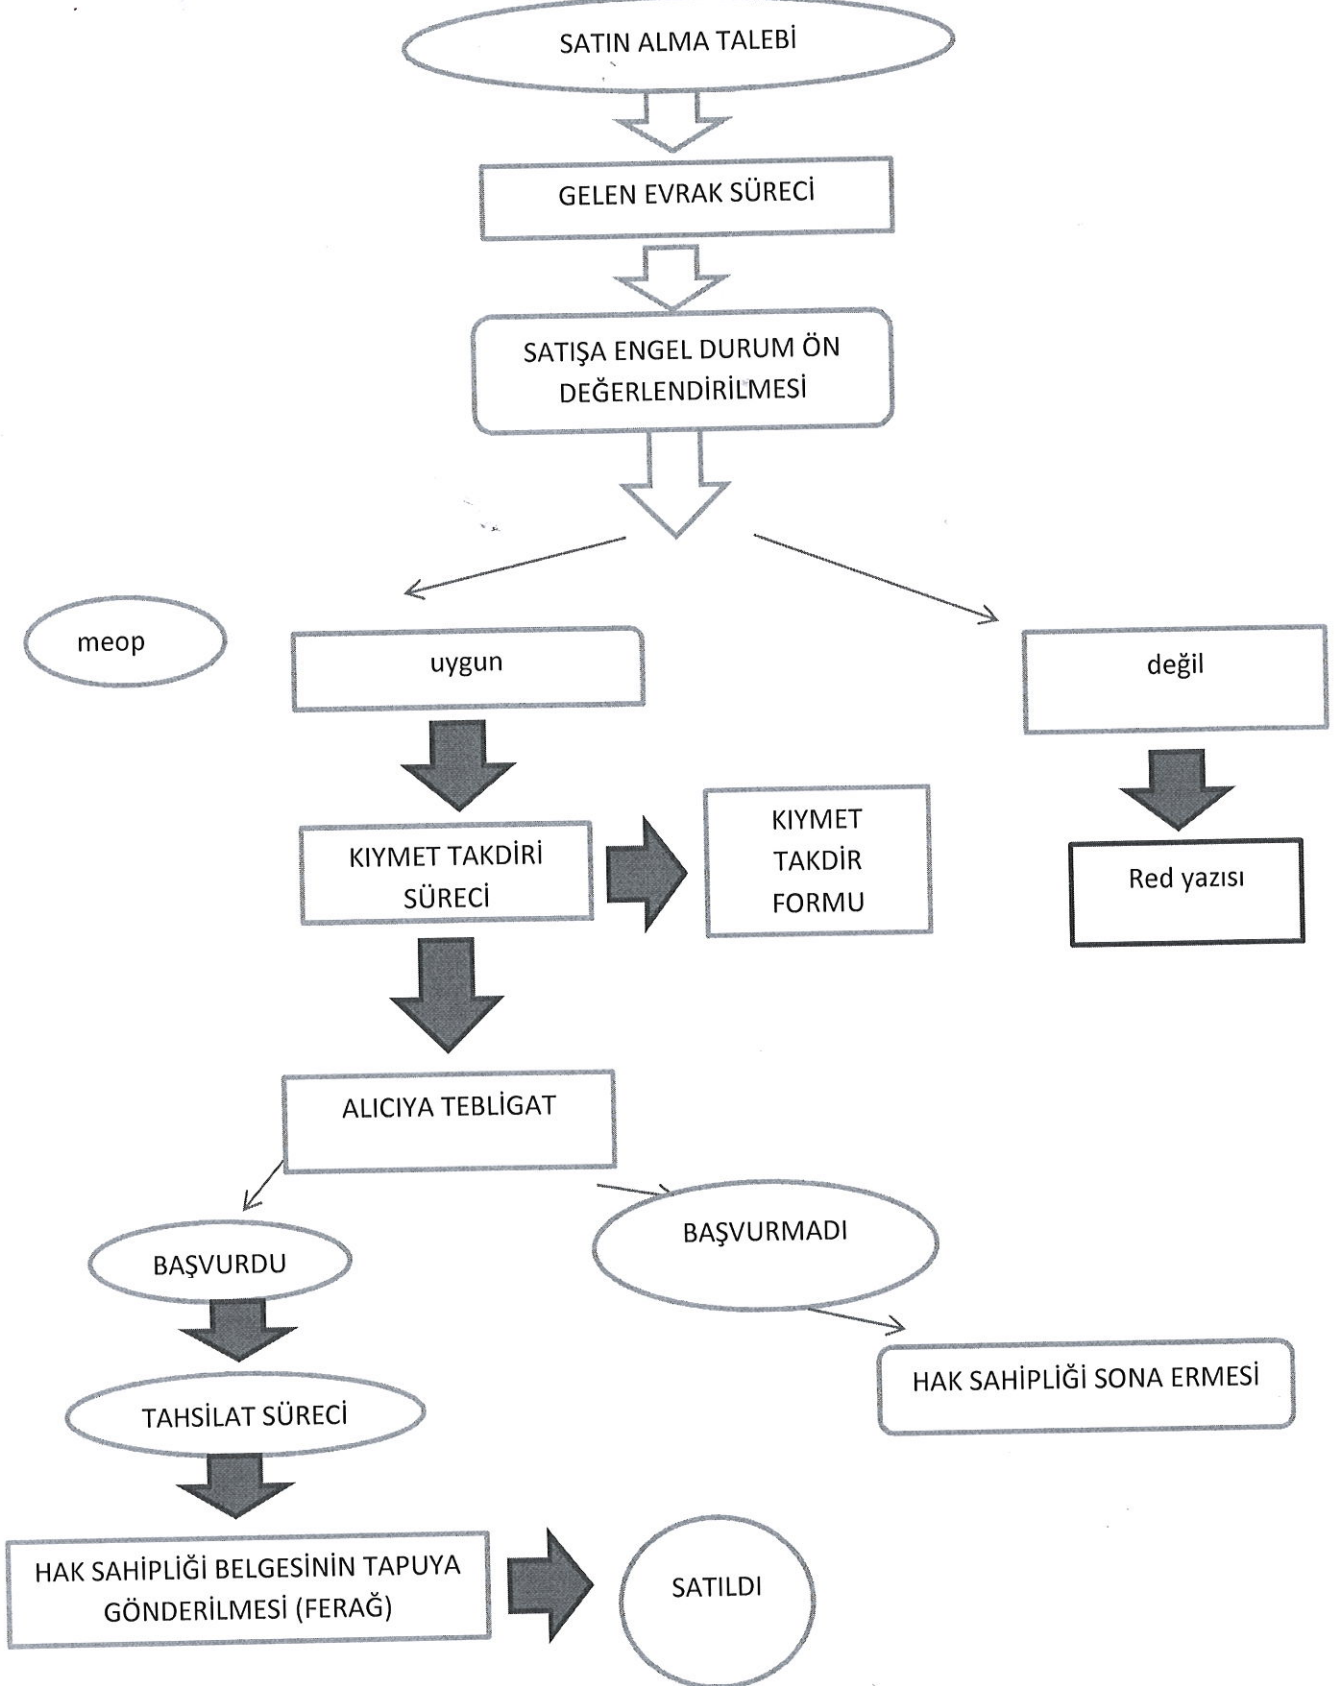 SATIN ALMA TALEBİ
GELEN EVRAK SÜRECİ
SATIŞA ENGEL DURUM ÖN
DEĞERLENDİRİLMESİ
meop
uygun
değil
KIYMET TAKDİRİ
SÜRECİ
KIYMET
TAKDİR
FORMU
Red yazısı
ALICIYA TEBLİGAT
BAŞVURDU
BAŞVURMADI
HAK SAHİPLİĞİ SONA ERMESİ
TAHSİLAT SÜRECİ
HAK SAHİPLİĞİ BELGESİNİN TAPUYA
GÖNDERİLMESİ (FERAĞ)
SATILDI